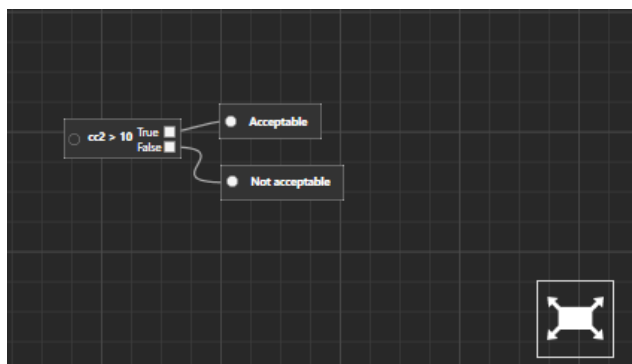 cc2 > 10
True
False
Acceptable
Not acceptable